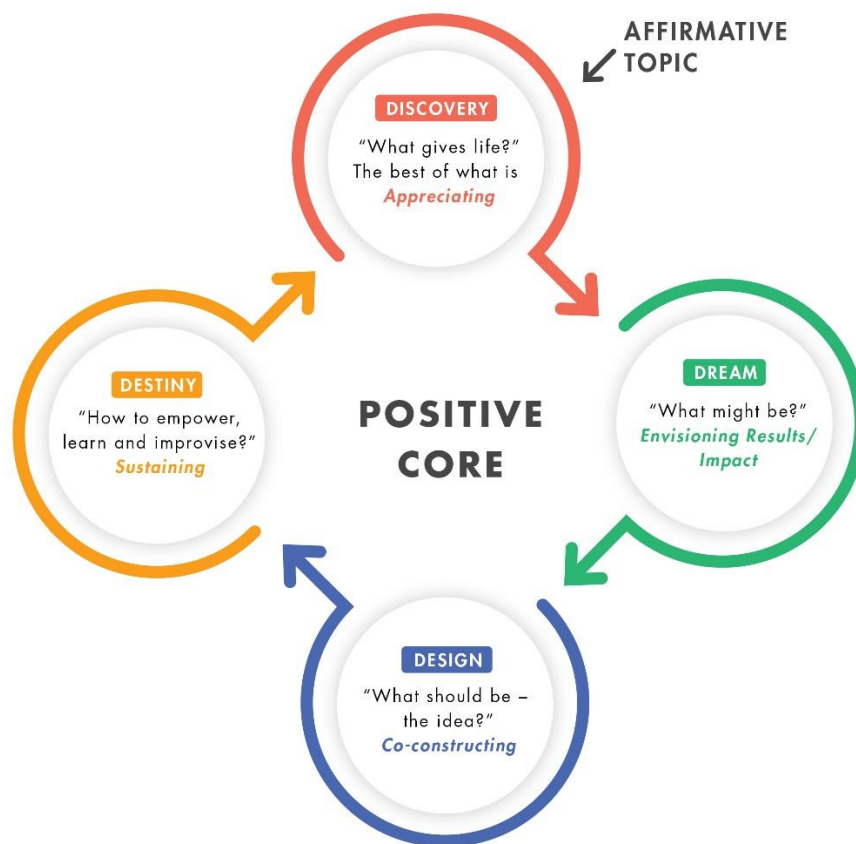 AFFIRMATIVE
TOPIC
DISCOVERY
“What gives life?”
The best of what is
Appreciating
DREAM
“What might be?”
Envisioning Results/
Impact
DESTINY
“How to empower,
learn and improvise?”
Sustaining
POSITIVE
CORE
DESIGN
“What should be –
the idea?”
Co-constructing